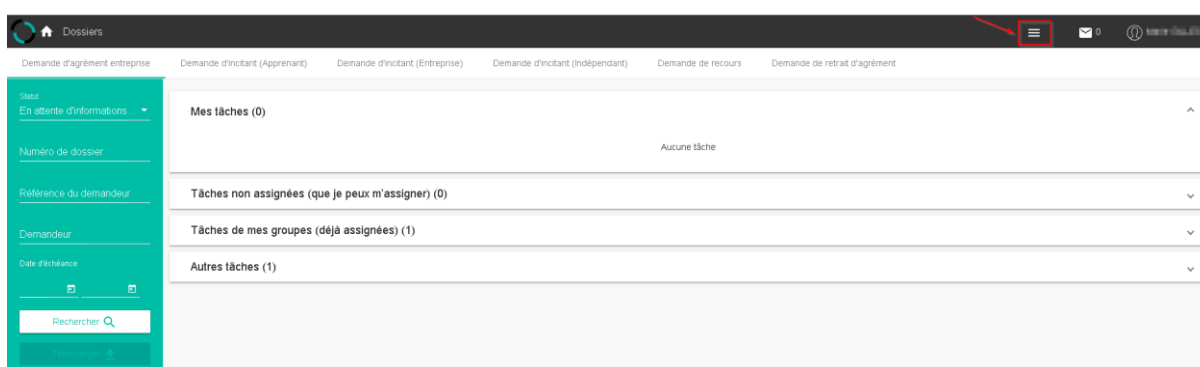 Dossiers
0
Demande d'agrément entreprise
Demande d'incitant (Apprenant)
Demande d'incitant (Entreprise)
Demande d'incitant (Indépendant)
Demande de recours
Demande de retrait d'agrément
Statut
En attente d'informations...
Numéro de dossier
Référence du demandeur
Demandeur
Date d'échéance
Rechercher
Télécharger
Mes tâches (0)
Aucune tâche
Tâches non assignées (que je peux m'assigner) (0)
Tâches de mes groupes (déjà assignées) (1)
Autres tâches (1)